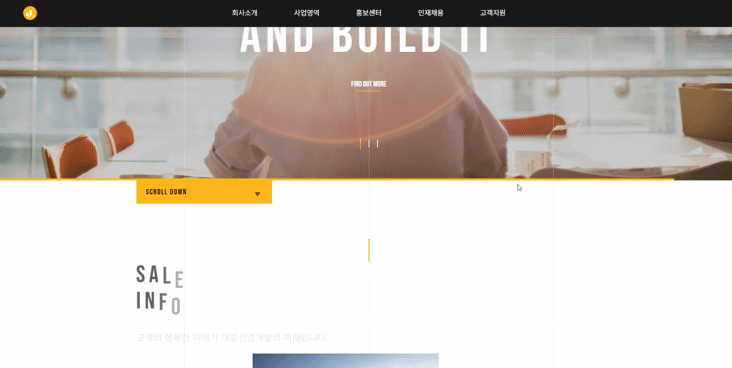 회사소개 사업영역 홍보센터 인재채용 고객지원
AND BUILD IT
FIND OUT MORE
SCROLL DOWN
SALE
INFO
고객의 행복한 미래가 대방산업개발의 미래입니다.